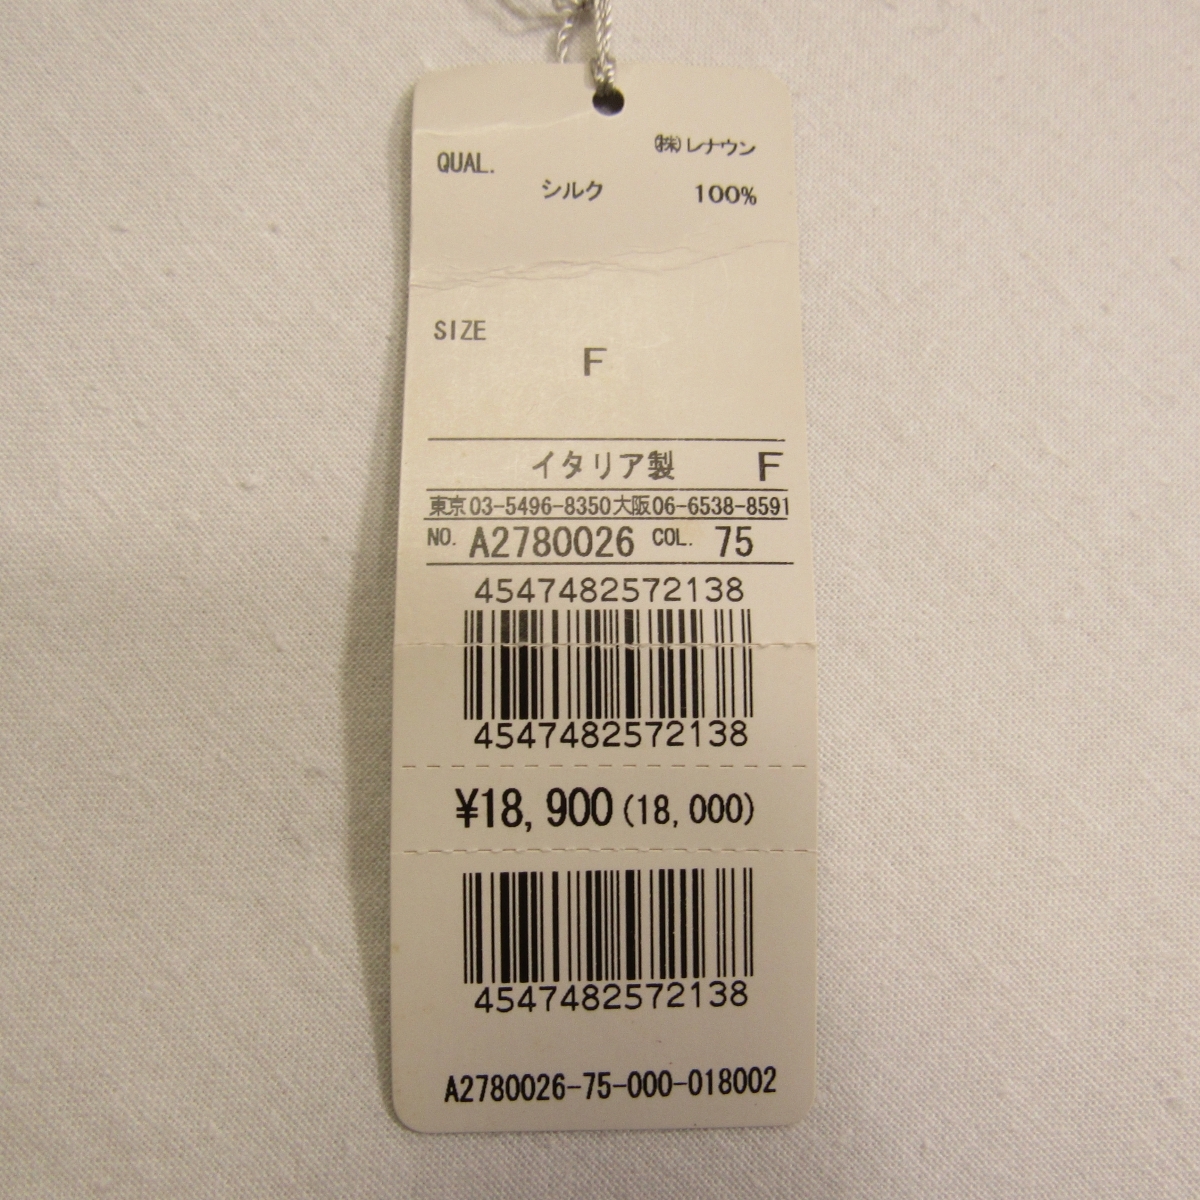 QUAL.
㈱レナウン
シルク 100%
SIZE
F
イタリア製 F
東京03-5496-8350大阪06-6538-8591
NO. A2780026 COL. 75
4547482572138
4547482572138
¥18,900(18,000)
4547482572138
A2780026-75-000-018002